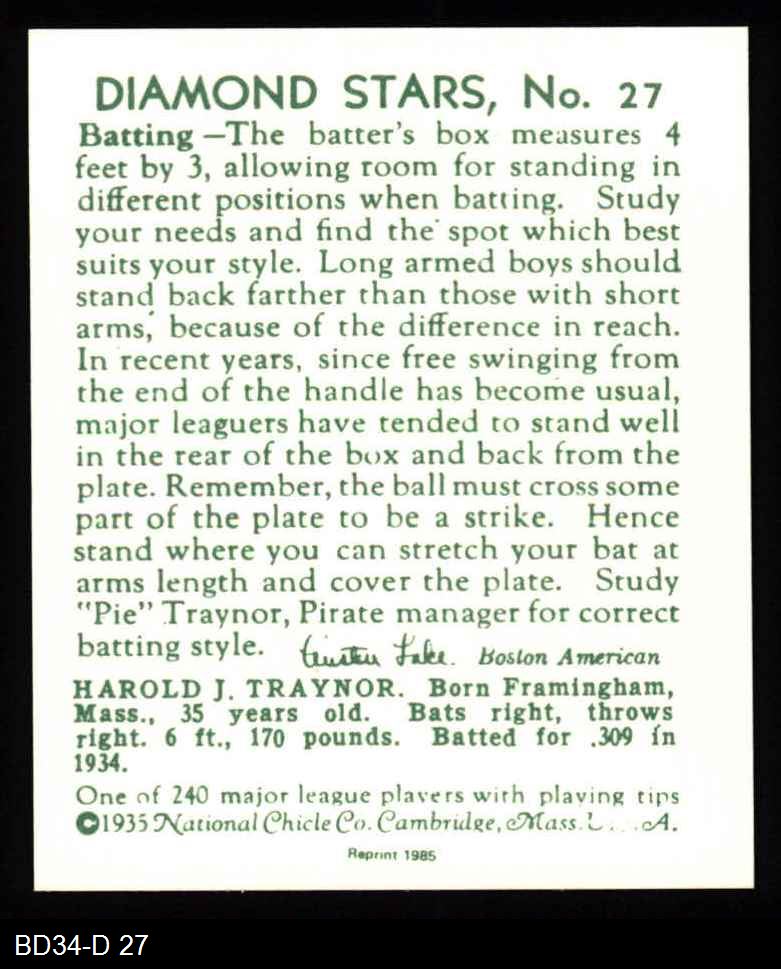 DIAMOND STARS, No. 27
Batting—The batter's box measures 4
feet by 3, allowing room for standing in
different positions when batting. Study
your needs and find the spot which best
suits your style. Long armed boys should
stand back farther than those with short
arms, because of the difference in reach.
In recent years, since free swinging from
the end of the handle has become usual,
major leaguers have tended to stand well
in the rear of the box and back from the
plate. Remember, the ball must cross some
part of the plate to be a strike. Hence
stand where you can stretch your bat at
arms length and cover the plate. Study
"Pie" Traynor, Pirate manager for correct
batting style. Austen Lake. Boston American
HAROLD J. TRAYNOR. Born Framingham,
Mass., 35 years old. Bats right, throws
right. 6 ft., 170 pounds. Batted for .309 in
1934.
One of 240 major league players with playing tips
©1935 National Chicle Co. Cambridge, Mass. A.
Reprint 1985
BD34-D 27